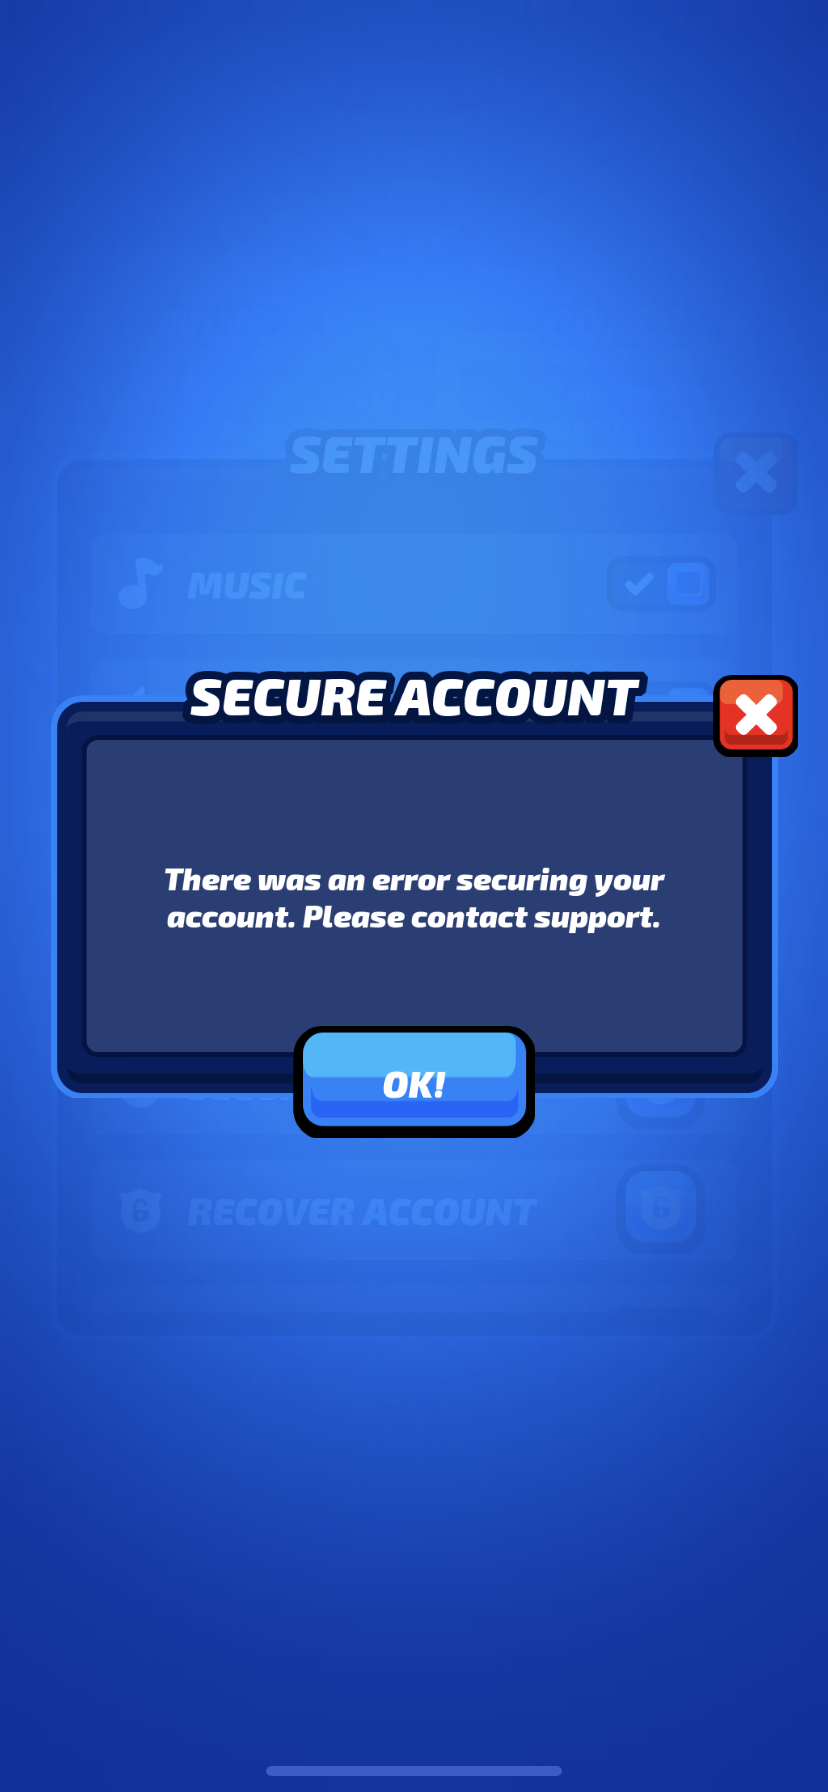 SETTINGS
MUSIC
SECURE ACCOUNT
There was an error securing your
account. Please contact support.
OK!
RECOVER ACCOUNT